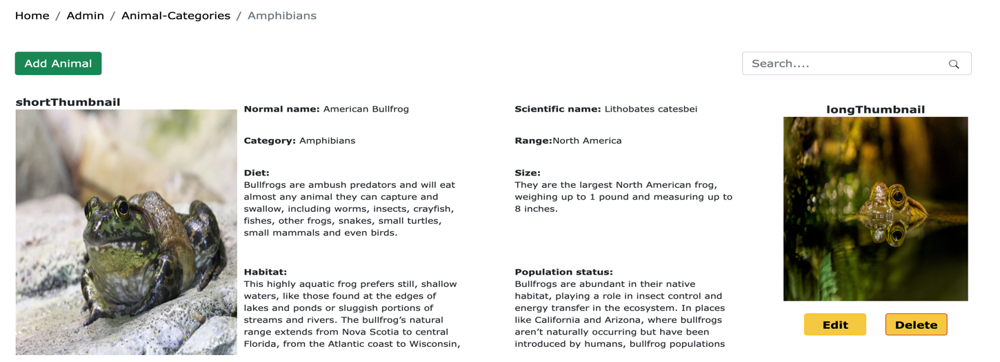 Home / Admin / Animal-Categories / Amphibians
Add Animal
Search....
shortThumbnail
Normal name: American Bullfrog
Category: Amphibians
Diet:
Bullfrogs are ambush predators and will eat
almost any animal they can capture and
swallow, including worms, insects, crayfish,
fishes, other frogs, snakes, small turtles,
small mammals and even birds.
Habitat:
This highly aquatic frog prefers still, shallow
waters, like those found at the edges of
lakes and ponds or sluggish portions of
streams and rivers. The bullfrog’s natural
range extends from Nova Scotia to central
Florida, from the Atlantic coast to Wisconsin,
Scientific name: Lithobates catesbei
Range:North America
Size:
They are the largest North American frog,
weighing up to 1 pound and measuring up to
8 inches.
Population status:
Bullfrogs are abundant in their native
habitat, playing a role in insect control and
energy transfer in the ecosystem. In places
like California and Arizona, where bullfrogs
aren’t naturally occurring but have been
introduced by humans, bullfrog populations
longThumbnail
Edit
Delete